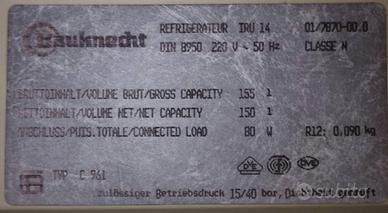 Bauknecht
REFRIGERATEUR IRU 14 01/7870-00.0
DIN 8950 220 V ~ 50 Hz CLASSE N
BRUTTOINHALT/VOLUME BRUT/GROSS CAPACITY 155 l
NETTOINHALT/VOLUME NET/NET CAPACITY 150 l
ANSCHLUSS/PUIS.TOTALE/CONNECTED LOAD 80 W R12: 0,090 kg
TYP C 961
zulässiger Betriebsdruck 15/40 bar,